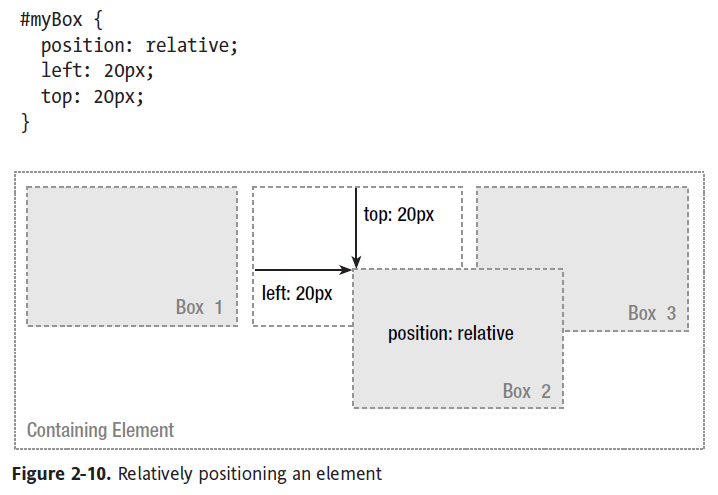 #myBox {
  position: relative;
  left: 20px;
  top: 20px;
}
top: 20px
left: 20px
Box 1
Box 3
position: relative
Box 2
Containing Element
Figure 2-10. Relatively positioning an element